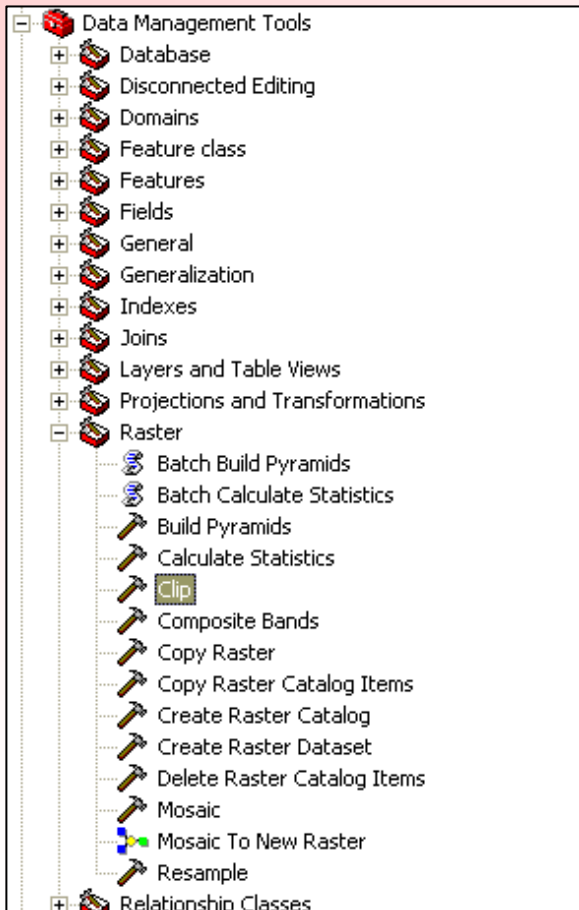 Data Management Tools
Database
Disconnected Editing
Domains
Feature class
Features
Fields
General
Generalization
Indexes
Joins
Layers and Table Views
Projections and Transformations
Raster
Batch Build Pyramids
Batch Calculate Statistics
Build Pyramids
Calculate Statistics
Clip
Composite Bands
Copy Raster
Copy Raster Catalog Items
Create Raster Catalog
Create Raster Dataset
Delete Raster Catalog Items
Mosaic
Mosaic To New Raster
Resample
Relationship Classes